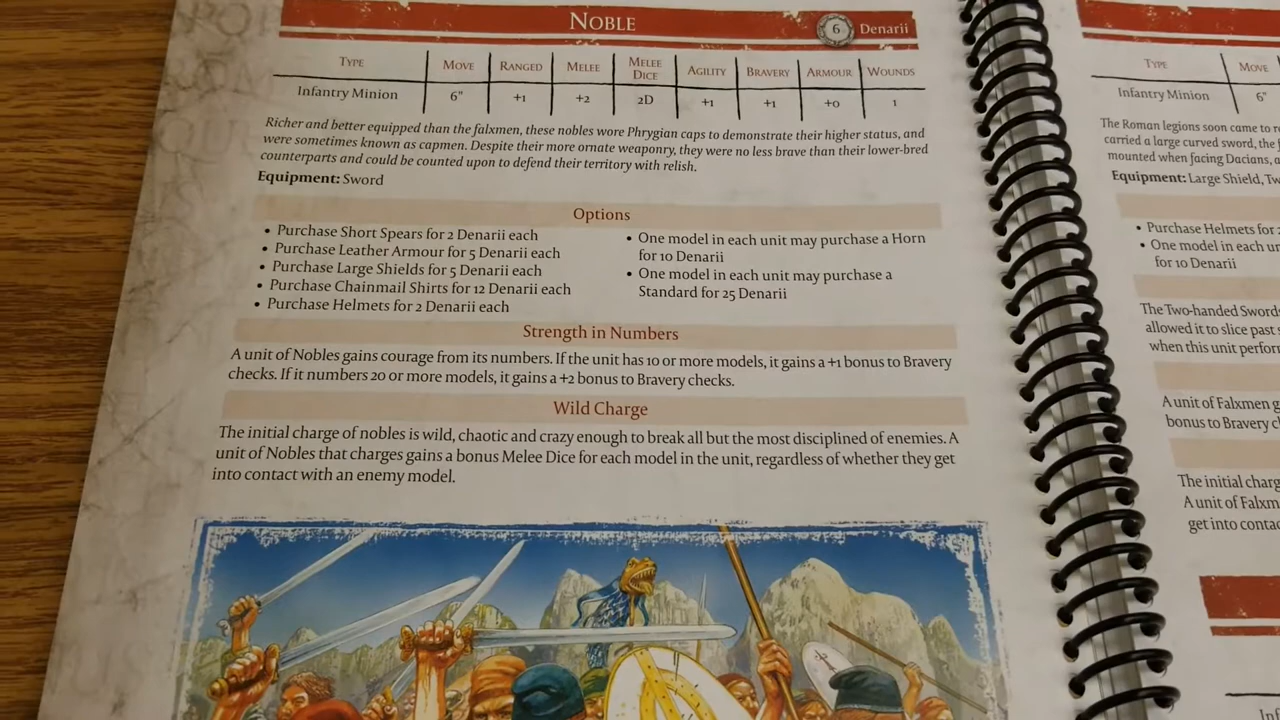 NOBLE
6 Denarii
TYPE MOVE RANGED MELEE MELEE DICE AGILITY BRAVERY ARMOUR WOUNDS
Infantry Minion 6" +1 +2 2D +1 +1 +0 1
Richer and better equipped than the falxmen, these nobles wore Phrygian caps to demonstrate their higher status, and
were sometimes known as capmen. Despite their more ornate weaponry, they were no less brave than their lower-bred
counterparts and could be counted upon to defend their territory with relish.
Equipment: Sword
Options
• Purchase Short Spears for 2 Denarii each
• Purchase Leather Armour for 5 Denarii each
• Purchase Large Shields for 5 Denarii each
• Purchase Chainmail Shirts for 12 Denarii each
• Purchase Helmets for 2 Denarii each
• One model in each unit may purchase a Horn
for 10 Denarii
• One model in each unit may purchase a
Standard for 25 Denarii
Strength in Numbers
A unit of Nobles gains courage from its numbers. If the unit has 10 or more models, it gains a +1 bonus to Bravery
checks. If it numbers 20 or more models, it gains a +2 bonus to Bravery checks.
Wild Charge
The initial charge of nobles is wild, chaotic and crazy enough to break all but the most disciplined of enemies. A
unit of Nobles that charges gains a bonus Melee Dice for each model in the unit, regardless of whether they get
into contact with an enemy model.
TYPE MOVE
Infantry Minion 6"
The Roman legions soon came to
carried a large curved sword, the
mounted when facing Dacians,
Equipment: Large Shield,
• Purchase Helmets for
• One model in each
for 10 Denarii
The Two-handed
allowed it to slice past
when this unit
A unit of Falxmen
bonus to Bravery
The initial
A unit of
get into